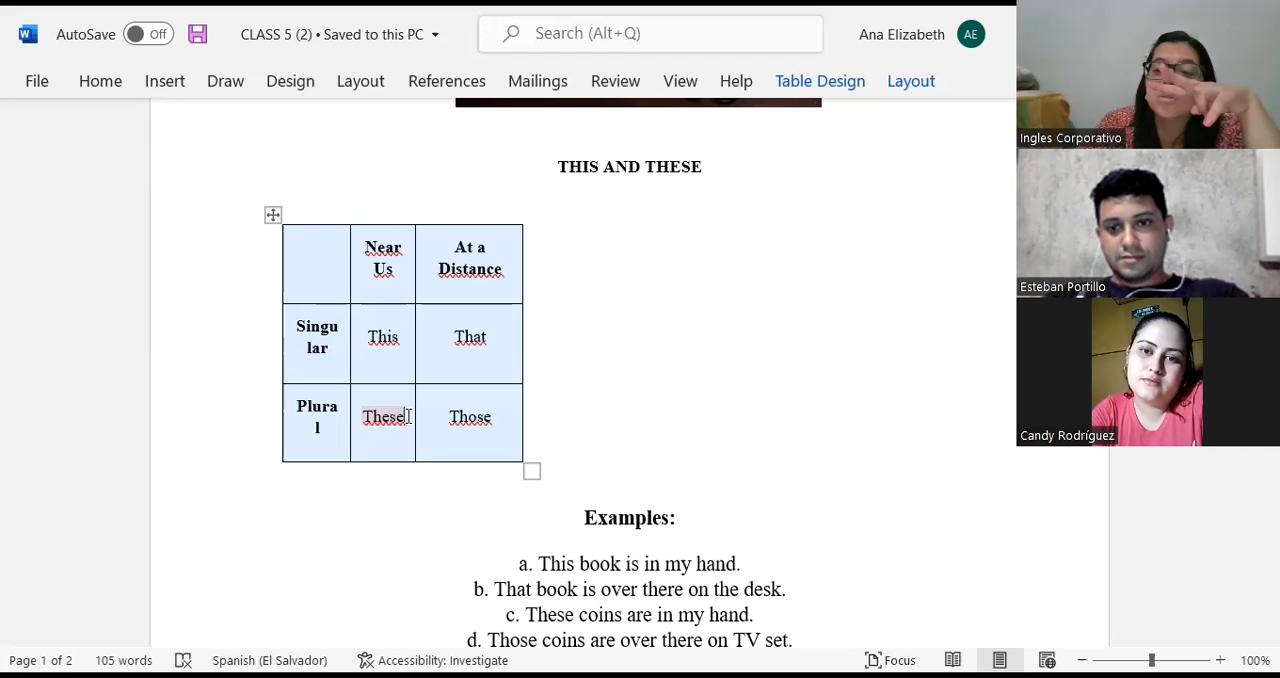 AutoSave Off CLASS 5 (2) • Saved to this PC Search (Alt+Q) Ana Elizabeth AE
File Home Insert Draw Design Layout References Mailings Review View Help Table Design Layout
Ingles Corporativo
Esteban Portillo
Candy Rodríguez
THIS AND THESE
Near At a
Us Distance
Singu
lar This That
Plura
l These Those
Examples:
a. This book is in my hand.
b. That book is over there on the desk.
c. These coins are in my hand.
d. Those coins are over there on TV set.
Page 1 of 2 105 words Spanish (El Salvador) Accessibility: Investigate Focus 100%